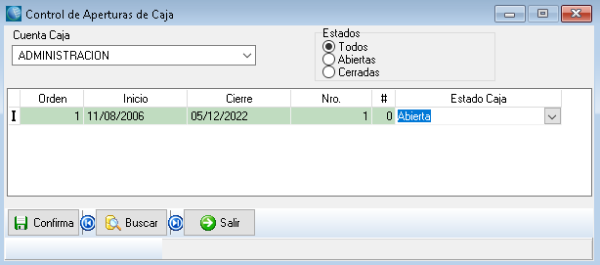 Control de Aperturas de Caja
Cuenta Caja
ADMINISTRACION
Estados
Todos
Abiertas
Cerradas
Orden Inicio Cierre Nro. # Estado Caja
1 11/08/2006 05/12/2022 1 0 Abierta
Confirma Buscar Salir